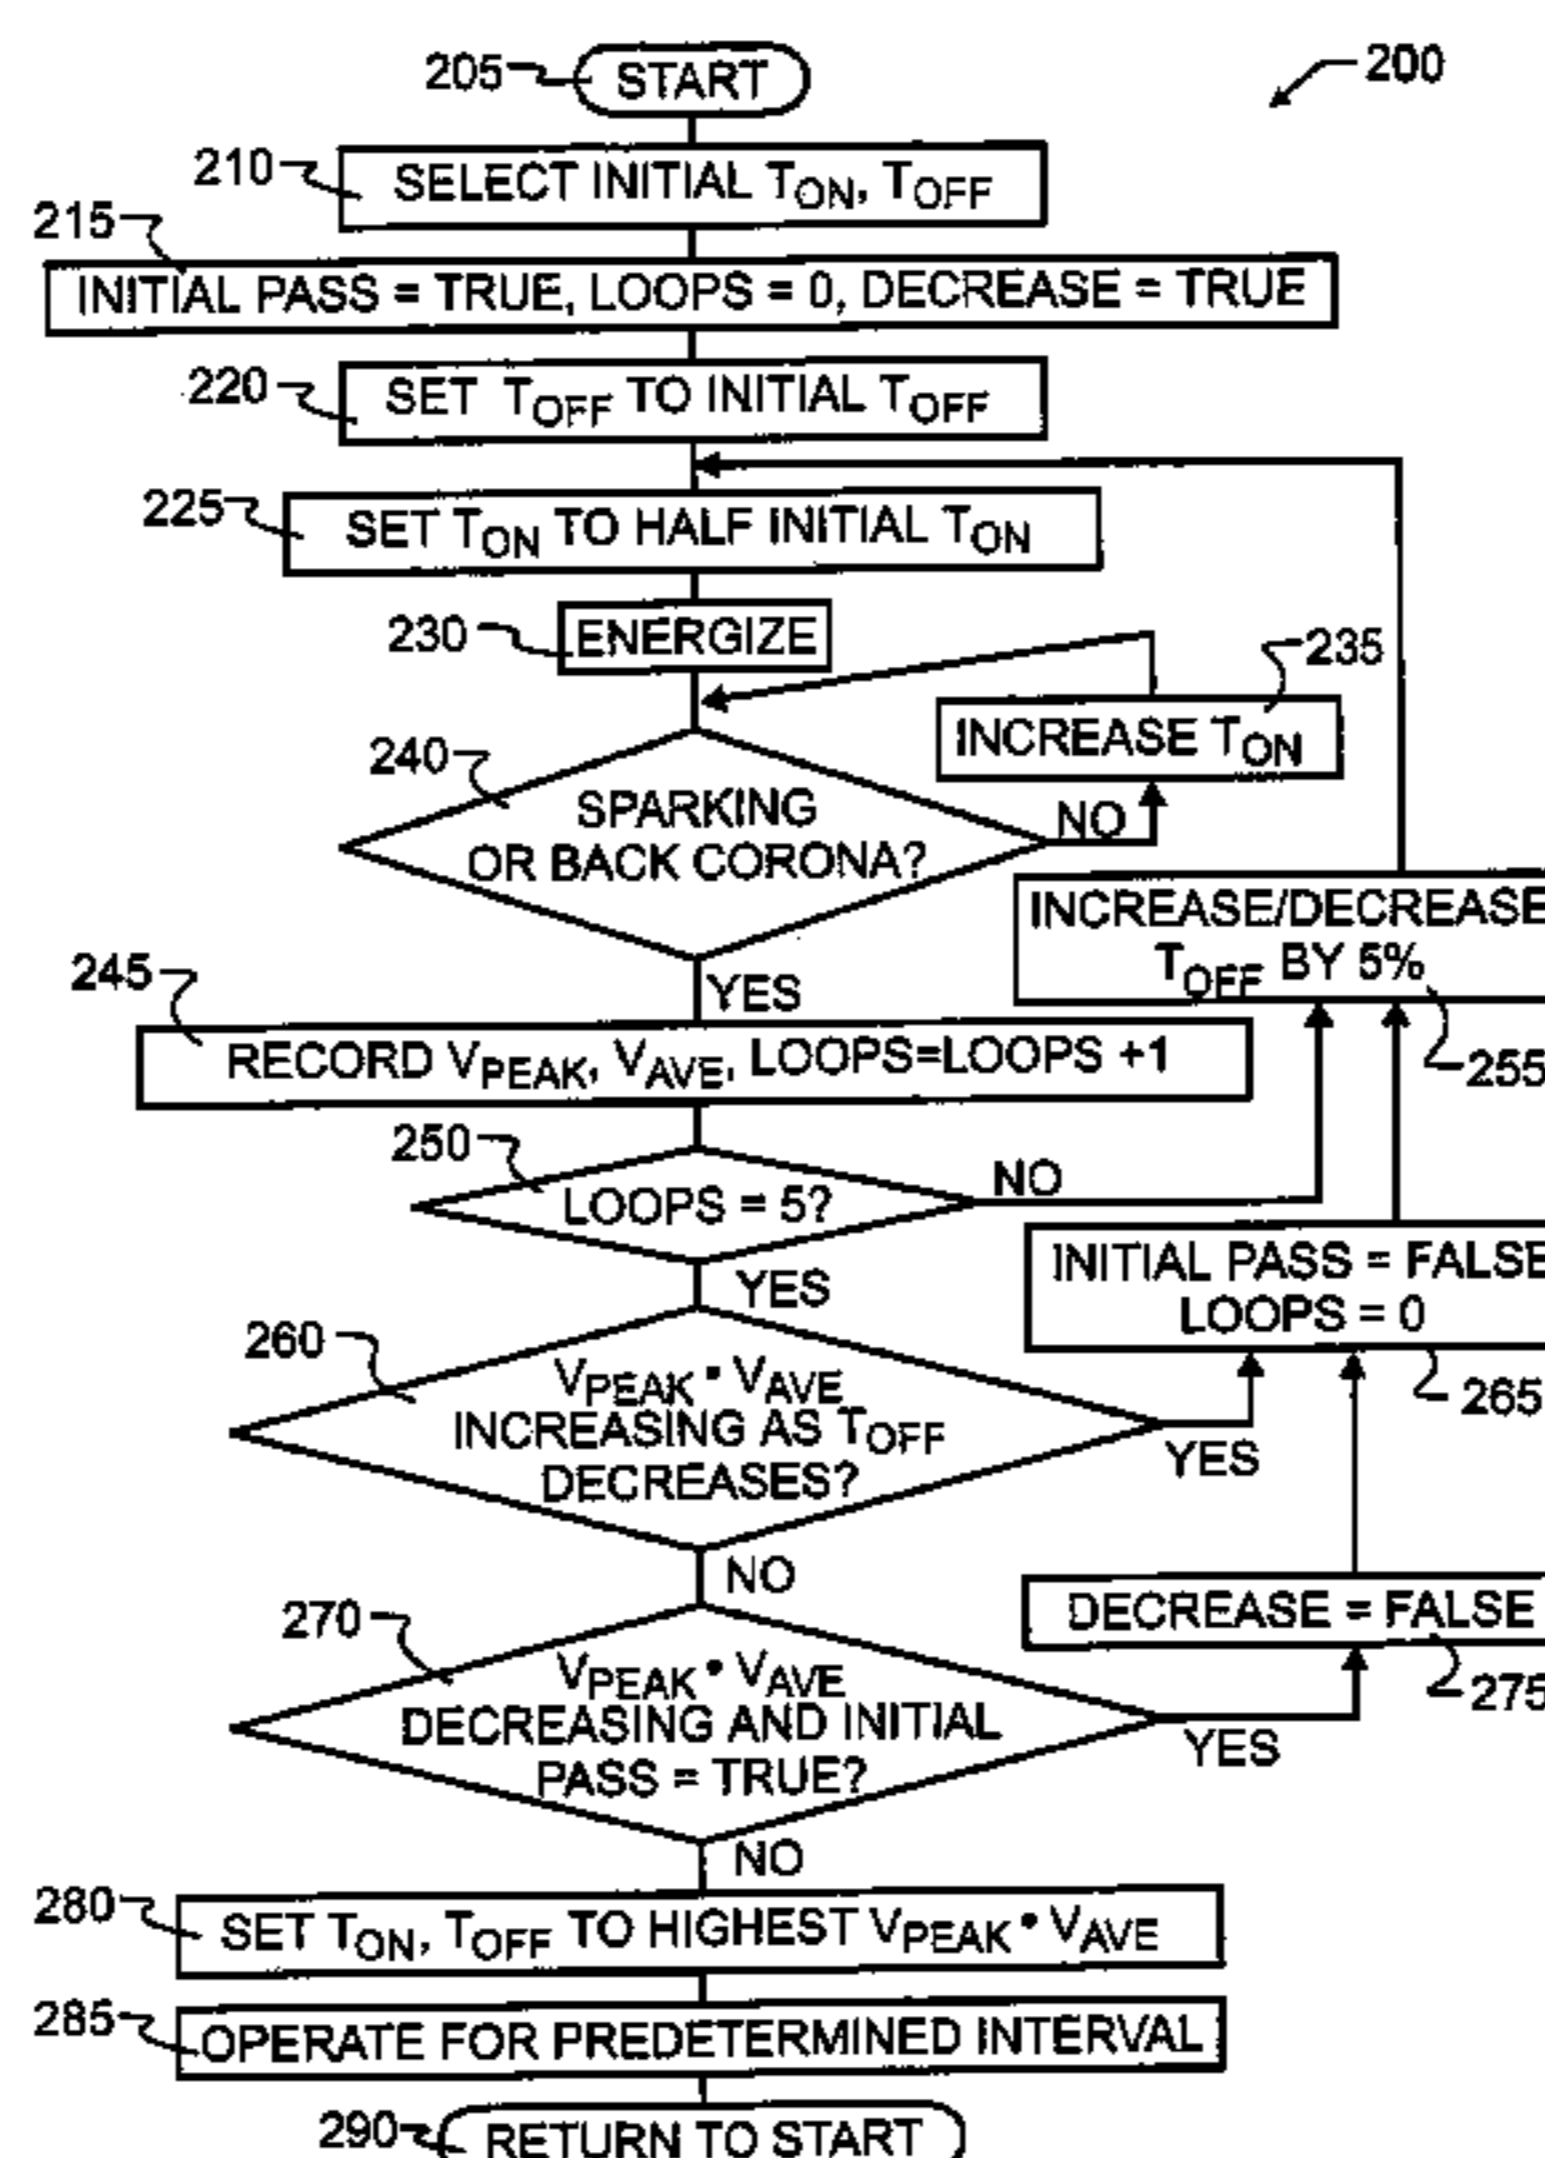 200
205
START
210
SELECT INITIAL TON, TOFF
215
INITIAL PASS = TRUE, LOOPS = 0, DECREASE = TRUE
220
SET TOFF TO INITIAL TOFF
225
SET TON TO HALF INITIAL TON
230
ENERGIZE
235
INCREASE TON
240
SPARKING
OR BACK CORONA?
NO
YES
INCREASE/DECREASE
TOFF BY 5%
255
245
RECORD VPEAK, VAVE, LOOPS=LOOPS +1
250
LOOPS = 5?
NO
YES
INITIAL PASS = FALSE
LOOPS = 0
265
260
VPEAK • VAVE
INCREASING AS TOFF
DECREASES?
YES
NO
DECREASE = FALSE
275
270
VPEAK • VAVE
DECREASING AND INITIAL
PASS = TRUE?
YES
NO
280
SET TON, TOFF TO HIGHEST VPEAK • VAVE
285
OPERATE FOR PREDETERMINED INTERVAL
290
RETURN TO START